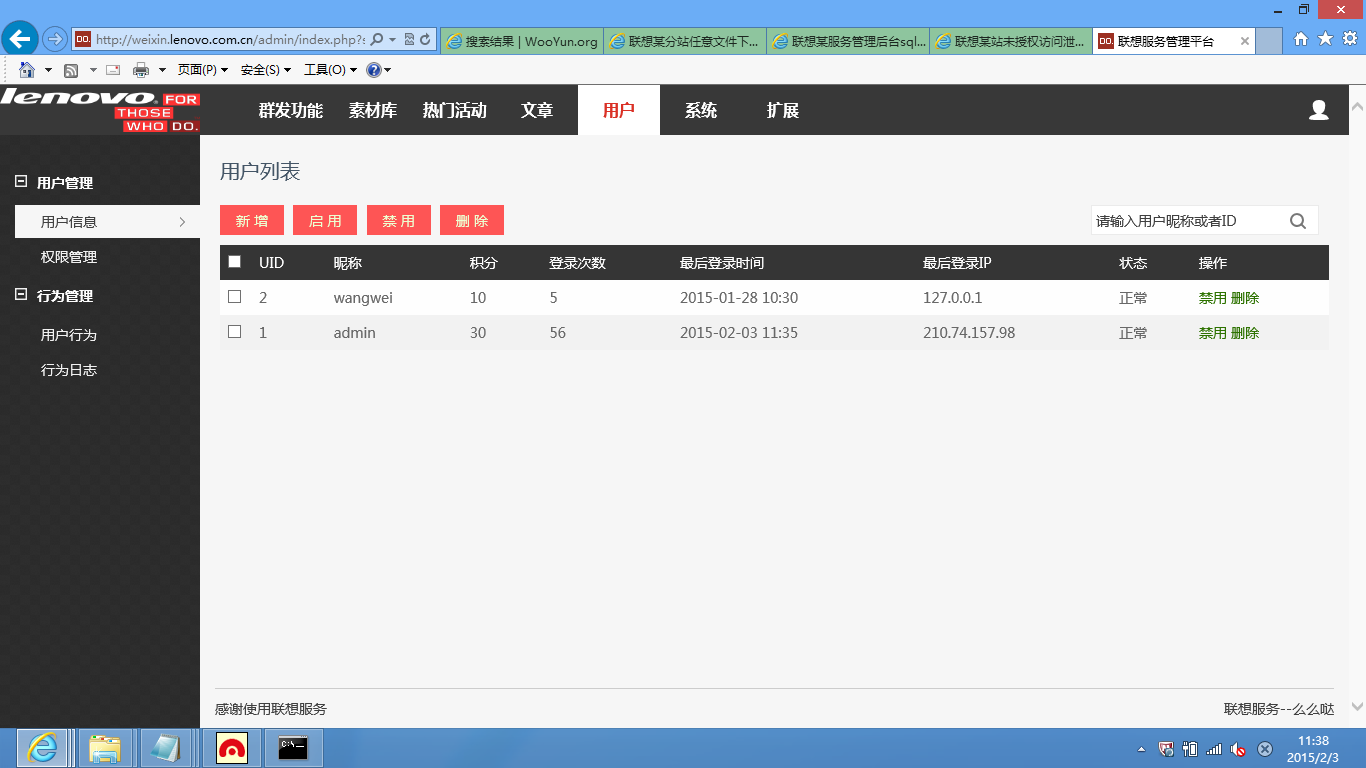 http://weixin.lenovo.com.cn/admin/index.php?s
搜索结果 | WooYun.org
联想某分站任意文件下...
联想某服务管理后台sql...
联想某站未授权访问泄...
DO. 联想服务管理平台
页面(P) 安全(S) 工具(O)
lenovo FOR THOSE WHO DO.
群发功能 素材库 热门活动 文章 用户 系统 扩展
用户管理
用户信息
权限管理
行为管理
用户行为
行为日志
用户列表
新 增 启 用 禁 用 删 除 请输入用户昵称或者ID
UID 昵称 积分 登录次数 最后登录时间 最后登录IP 状态 操作
2 wangwei 10 5 2015-01-28 10:30 127.0.0.1 正常 禁用 删除
1 admin 30 56 2015-02-03 11:35 210.74.157.98 正常 禁用 删除
感谢使用联想服务 联想服务--么么哒
11:38
2015/2/3